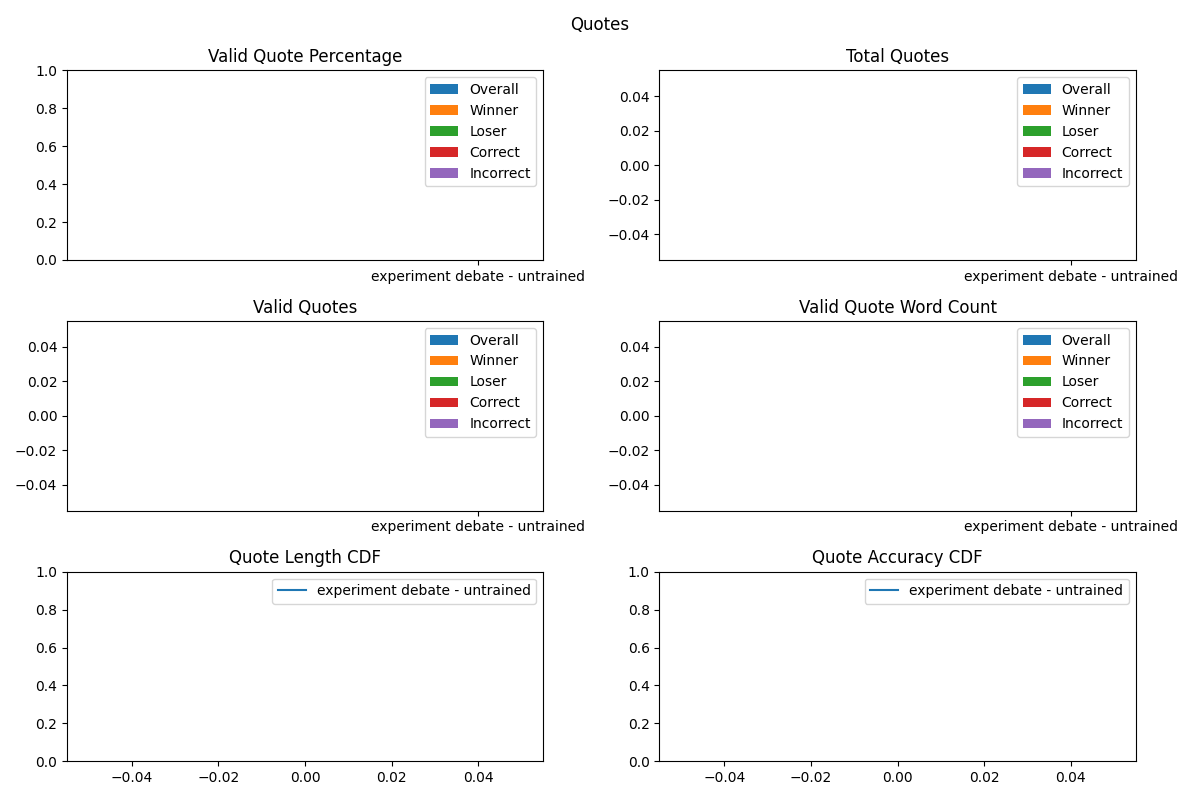 Quotes
Valid Quote Percentage
1.0
0.8
0.6
0.4
0.2
0.0
Overall
Winner
Loser
Correct
Incorrect
experiment debate - untrained
Total Quotes
0.04
0.02
0.00
−0.02
−0.04
Overall
Winner
Loser
Correct
Incorrect
experiment debate - untrained
Valid Quotes
0.04
0.02
0.00
−0.02
−0.04
Overall
Winner
Loser
Correct
Incorrect
experiment debate - untrained
Valid Quote Word Count
0.04
0.02
0.00
−0.02
−0.04
Overall
Winner
Loser
Correct
Incorrect
experiment debate - untrained
Quote Length CDF
1.0
0.8
0.6
0.4
0.2
0.0
experiment debate - untrained
−0.04 −0.02 0.00 0.02 0.04
Quote Accuracy CDF
1.0
0.8
0.6
0.4
0.2
0.0
experiment debate - untrained
−0.04 −0.02 0.00 0.02 0.04